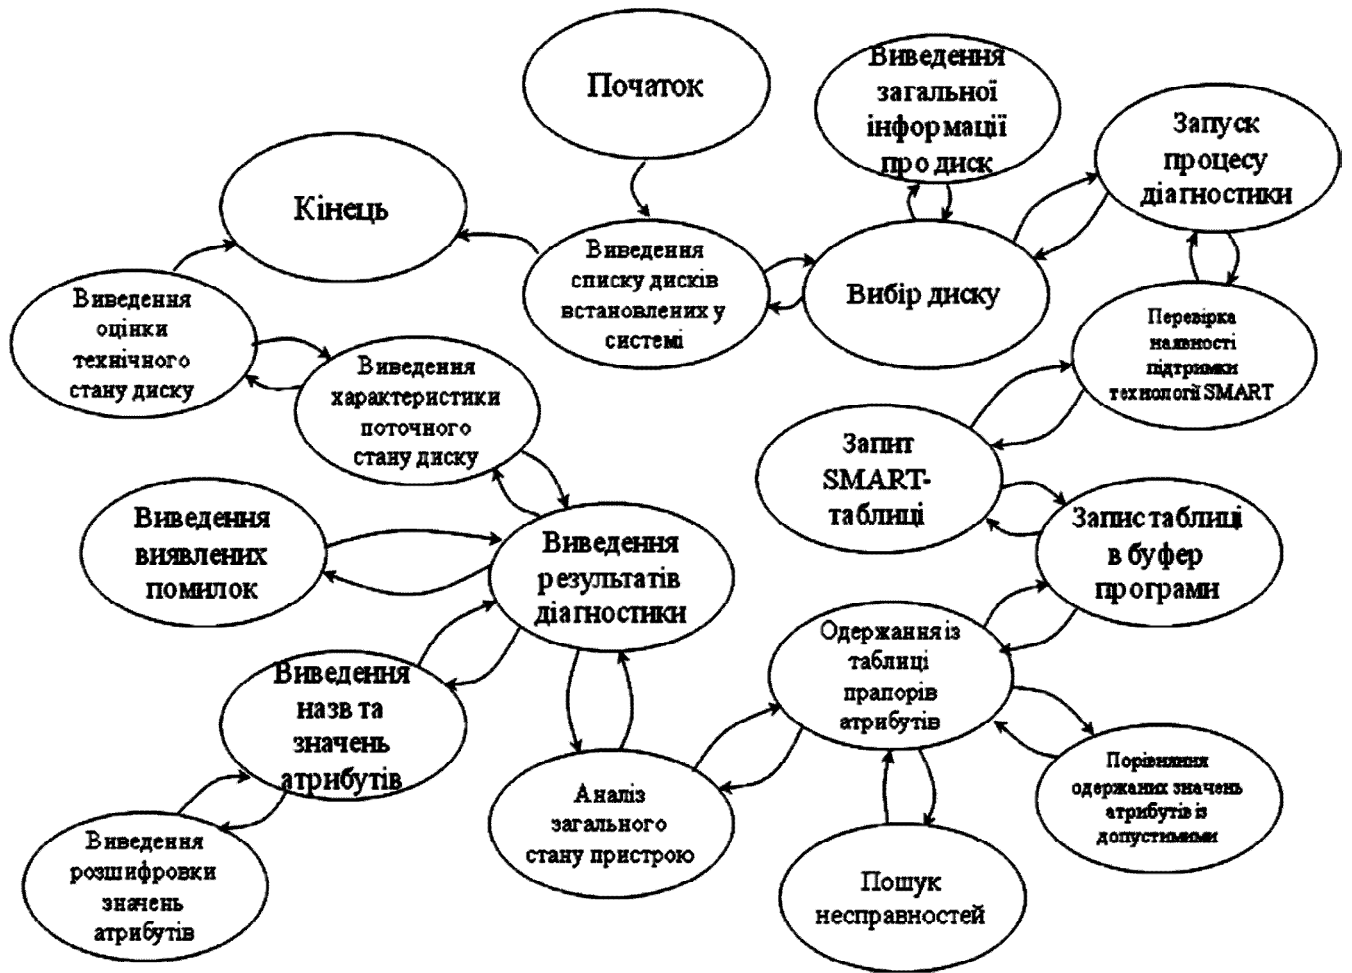 Початок
Виведення
загальної
інформації
про диск
Запуск
процесу
діагностики
Кінець
Виведення
списку дисків
встановлених у
системі
Вибір диску
Виведення
оцінки
технічного
стану диску
Виведення
характеристики
поточного
стану диску
Перевірка
наявності
підтримки
технології SMART
Запит
SMART-
таблиці
Виведення
виявлених
помилок
Виведення
результатів
діагностики
Запис таблиці
в буфер
програми
Одержання із
таблиці
прапорів
атрибутів
Виведення
назв та
значень
атрибутів
Аналіз
загального
стану пристрою
Порівняння
одержаних значень
атрибутів із
допустимими
Виведення
розшифровки
значень
атрибутів
Пошук
несправностей